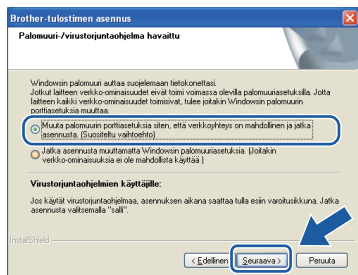 Brother-tulostimen asennus
Palomuuri-/virustorjuntaohjelma havaittu
Windowsin palomuuri auttaa suojelemaan tietokonettasi.
Jotkut laitteen verkko-ominaisuudet eivät toimi voimassa olevilla palomuuriasetuksilla. Jotta
laitteen kaikki verkko-ominaisuudet toimisivat, tulee joitakin Windowsin palomuurin
porttiasetuksia muuttaa.
Muuta palomuurin porttiasetuksia siten, että verkkoyhteys on mahdollinen ja jatka
asennusta. (Suositeltu vaihtoehto)
Jatka asennusta muuttamatta Windowsin palomuuriasetuksia. (Joitakin
verkko-ominaisuuksia ei ole mahdollista käyttää )
Virustorjuntaohjelmien käyttäjille:
Jos käytät virustorjuntaohjelmaa, asennuksen aikana saattaa tulla esiin varoitusikkuna. Jatka
asennusta valitsemalla "salli".
InstallShield
< Edellinen
Seuraava >
Peruuta